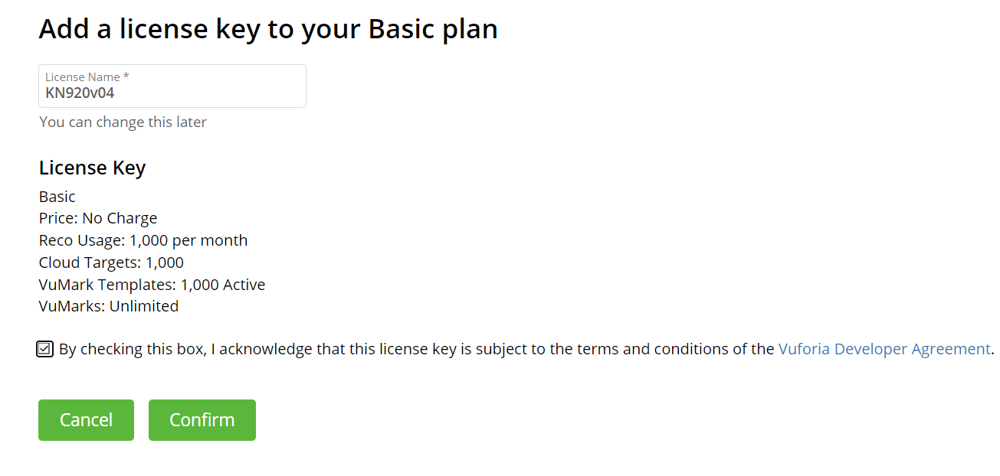 Add a license key to your Basic plan
License Name *
KN920v04
You can change this later
License Key
Basic
Price: No Charge
Reco Usage: 1,000 per month
Cloud Targets: 1,000
VuMark Templates: 1,000 Active
VuMarks: Unlimited
By checking this box, I acknowledge that this license key is subject to the terms and conditions of the Vuforia Developer Agreement.
Cancel Confirm